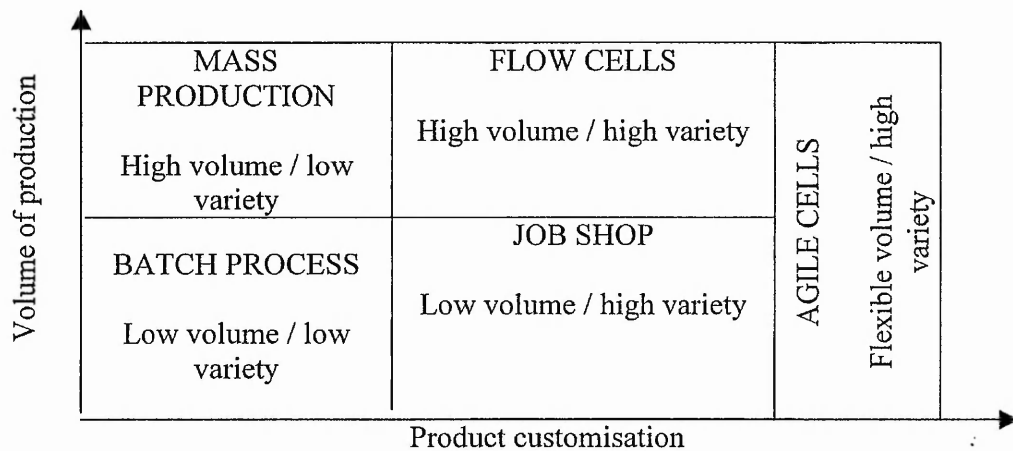 Volume of production
MASS
PRODUCTION
High volume / low
variety
FLOW CELLS
High volume / high variety
BATCH PROCESS
Low volume / low
variety
JOB SHOP
Low volume / high variety
AGILE CELLS
Flexible volume / high
variety
Product customisation